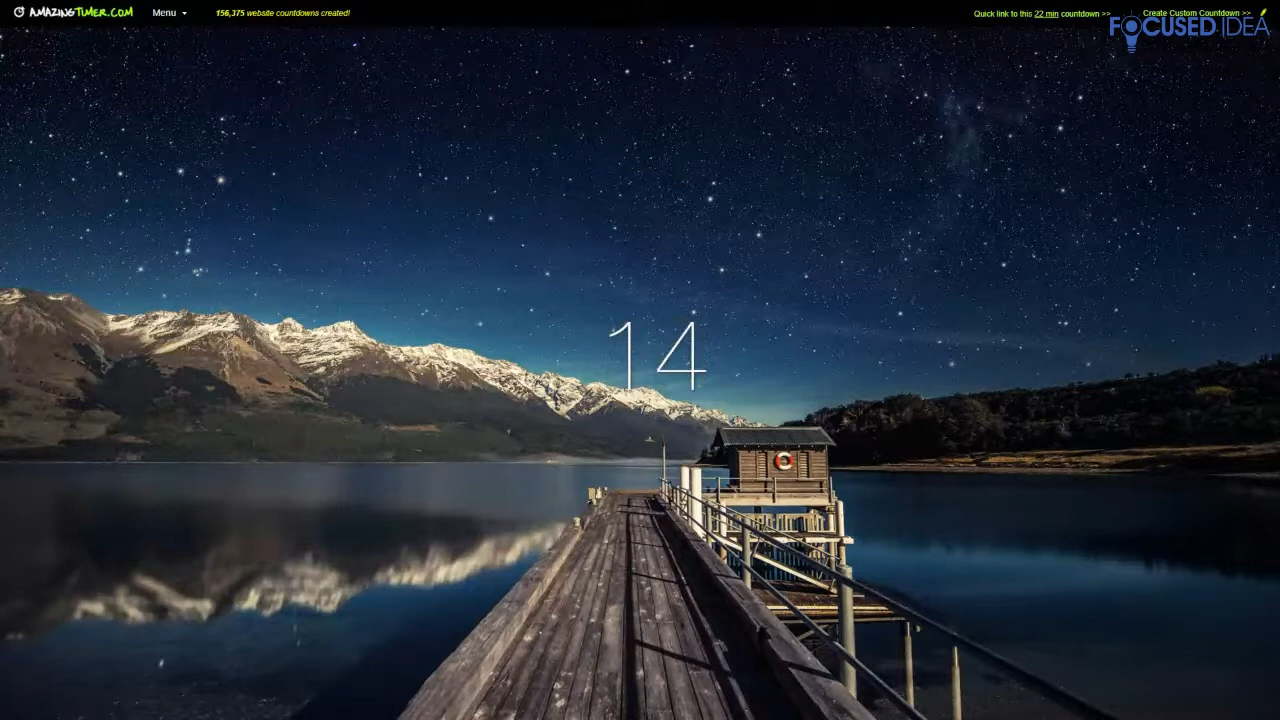 AMAZINGTIMER.COM
Menu
156,375 website countdowns created!
Quick link to this 22 min countdown >>
Create Custom Countdown >>
FOCUSED IDEA
14